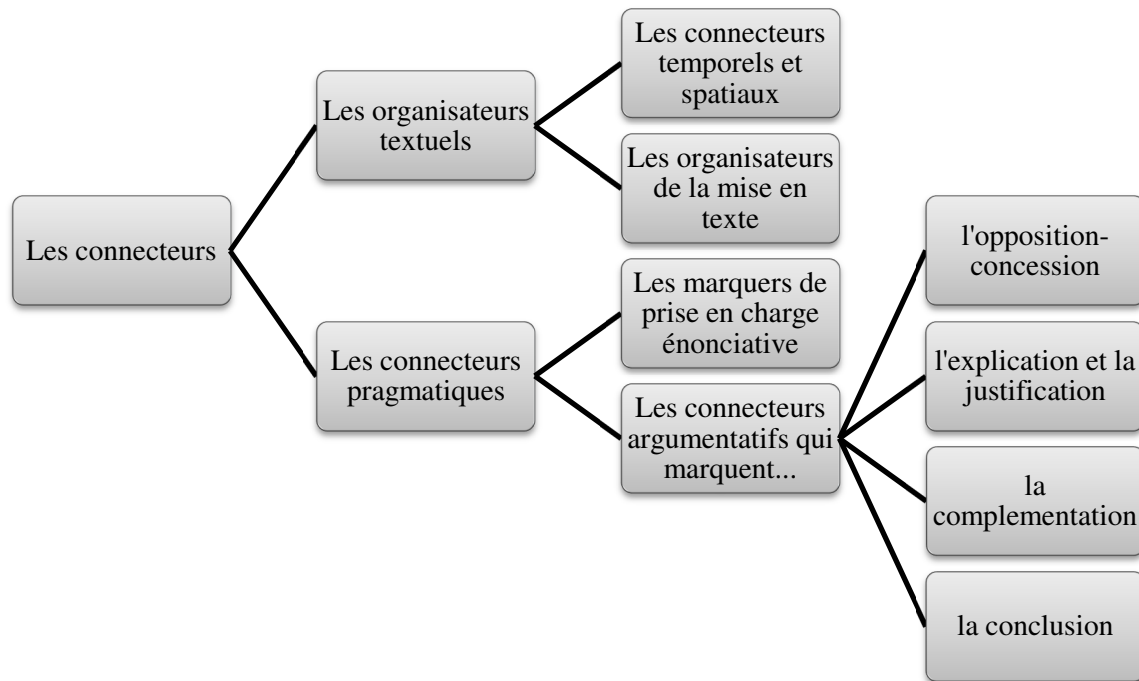 Les connecteurs
Les organisateurs
textuels
Les connecteurs
temporels et
spatiaux
Les organisateurs
de la mise en
texte
Les connecteurs
pragmatiques
Les marquers de
prise en charge
énonciative
Les connecteurs
argumentatifs qui
marquent...
l'opposition-
concession
l'explication et la
justification
la
complementation
la conclusion